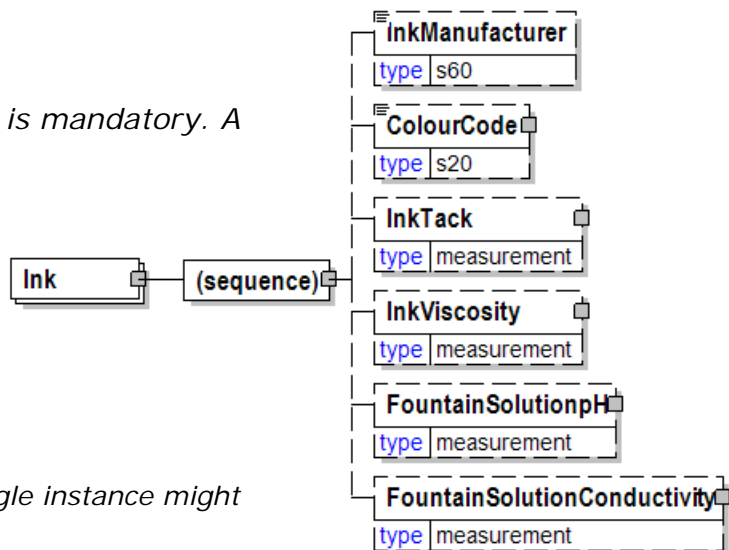 InkManufacturer
type s60
is mandatory. A
ColourCode
type s20
InkTack
type measurement
Ink
(sequence)
InkViscosity
type measurement
FountainSolutionpH
type measurement
gle instance might
FountainSolutionConductivity
type measurement